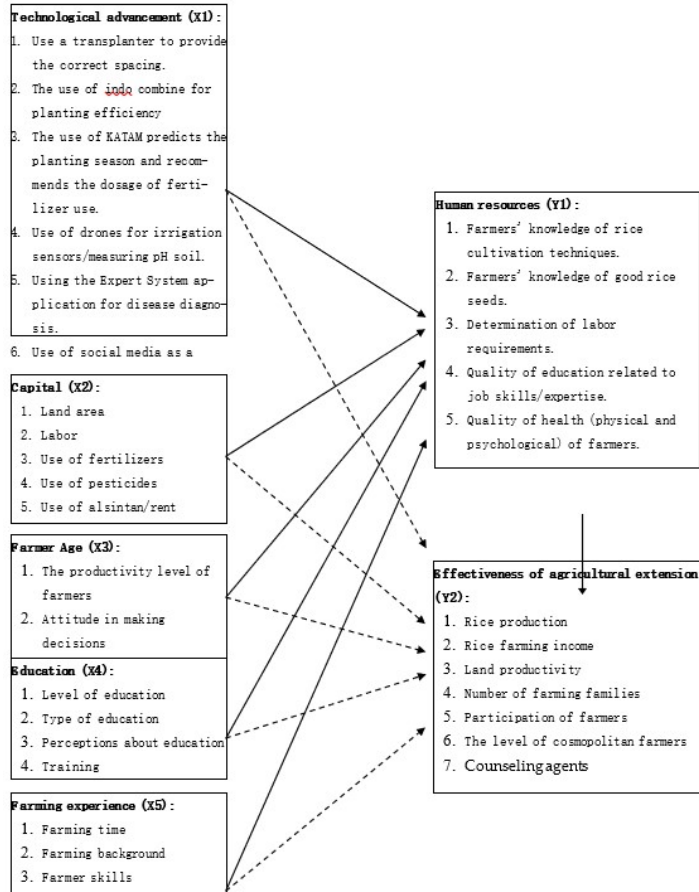 Technological advancement (X1):
1. Use a transplanter to provide
the correct spacing.
2. The use of indo combine for
planting efficiency
3. The use of KATAM predicts the
planting season and recom-
mends the dosage of ferti-
lizer use.
4. Use of drones for irrigation
sensors/measuring pH soil.
5. Using the Expert System ap-
plication for disease diagno-
sis.
6. Use of social media as a
Capital (X2):
1. Land area
2. Labor
3. Use of fertilizers
4. Use of pesticides
5. Use of alsintan/rent
Farmer Age (X3):
1. The productivity level of
farmers
2. Attitude in making
decisions
Education (X4):
1. Level of education
2. Type of education
3. Perceptions about education
4. Training
Farming experience (X5):
1. Farming time
2. Farming background
3. Farmer skills
Human resources (Y1):
1. Farmers' knowledge of rice
cultivation techniques.
2. Farmers' knowledge of good rice
seeds.
3. Determination of labor
requirements.
4. Quality of education related to
job skills/expertise.
5. Quality of health (physical and
psychological) of farmers.
Effectiveness of agricultural extension
(Y2):
1. Rice production
2. Rice farming income
3. Land productivity
4. Number of farming families
5. Participation of farmers
6. The level of cosmopolitan farmers
7. Counseling agents